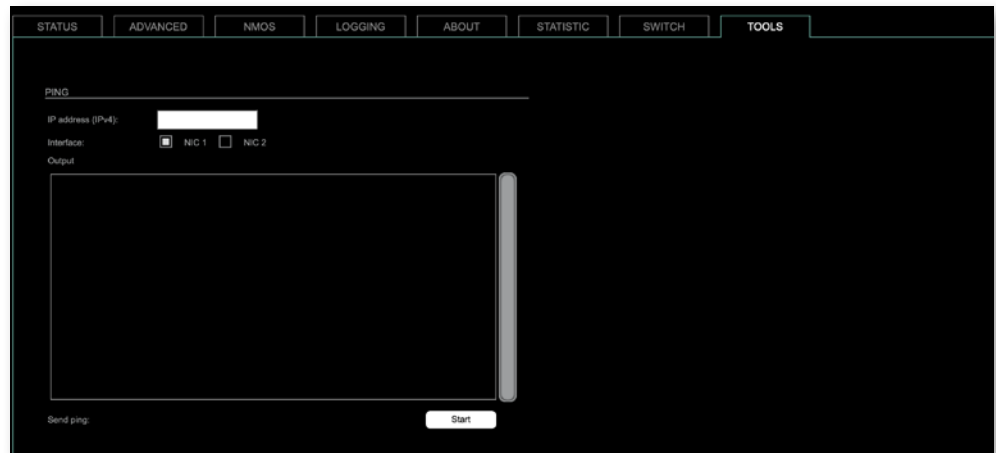 STATUS ADVANCED NMOS LOGGING ABOUT STATISTIC SWITCH TOOLS
PING
IP address (IPv4):
Interface: NIC 1 NIC 2
Output
Send ping: Start